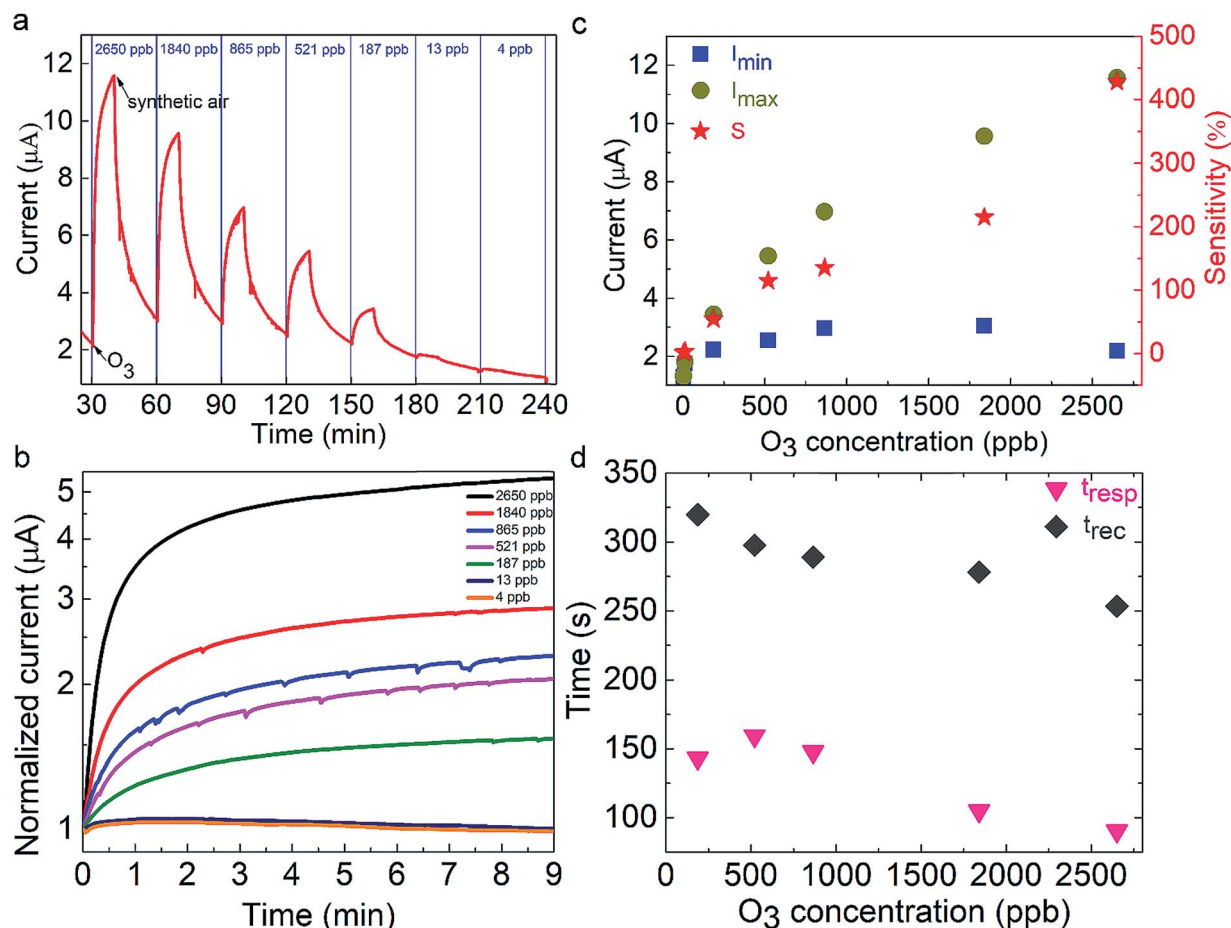 a
2650 ppb 1840 ppb 865 ppb 521 ppb 187 ppb 13 ppb 4 ppb
12
10
8
6
4
2
Current (μA)
synthetic air
O3
30 60 90 120 150 180 210 240
Time (min)
c
Imin
Imax
S
12
10
8
6
4
2
Current (μA)
500
400
300
200
100
0
Sensitivity (%)
0 500 1000 1500 2000 2500
O3 concentration (ppb)
b
5
4
3
2
1
Normalized current (μA)
2650 ppb
1840 ppb
865 ppb
521 ppb
187 ppb
13 ppb
4 ppb
0 1 2 3 4 5 6 7 8 9
Time (min)
d
tresp
trec
350
300
250
200
150
100
Time (s)
0 500 1000 1500 2000 2500
O3 concentration (ppb)